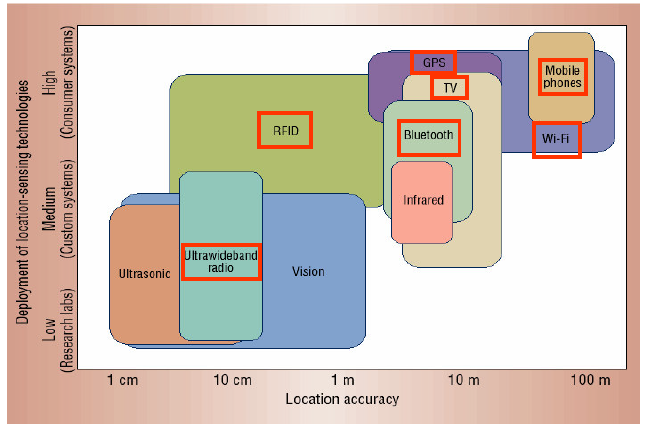 Deployment of location-sensing technologies
High
(Consumer systems)
Medium
(Custom systems)
Low
(Research labs)
GPS
TV
Mobile
phones
RFID
Bluetooth
Wi-Fi
Infrared
Ultrasonic
Ultrawideband
radio
Vision
1 cm
10 cm
1 m
10 m
100 m
Location accuracy